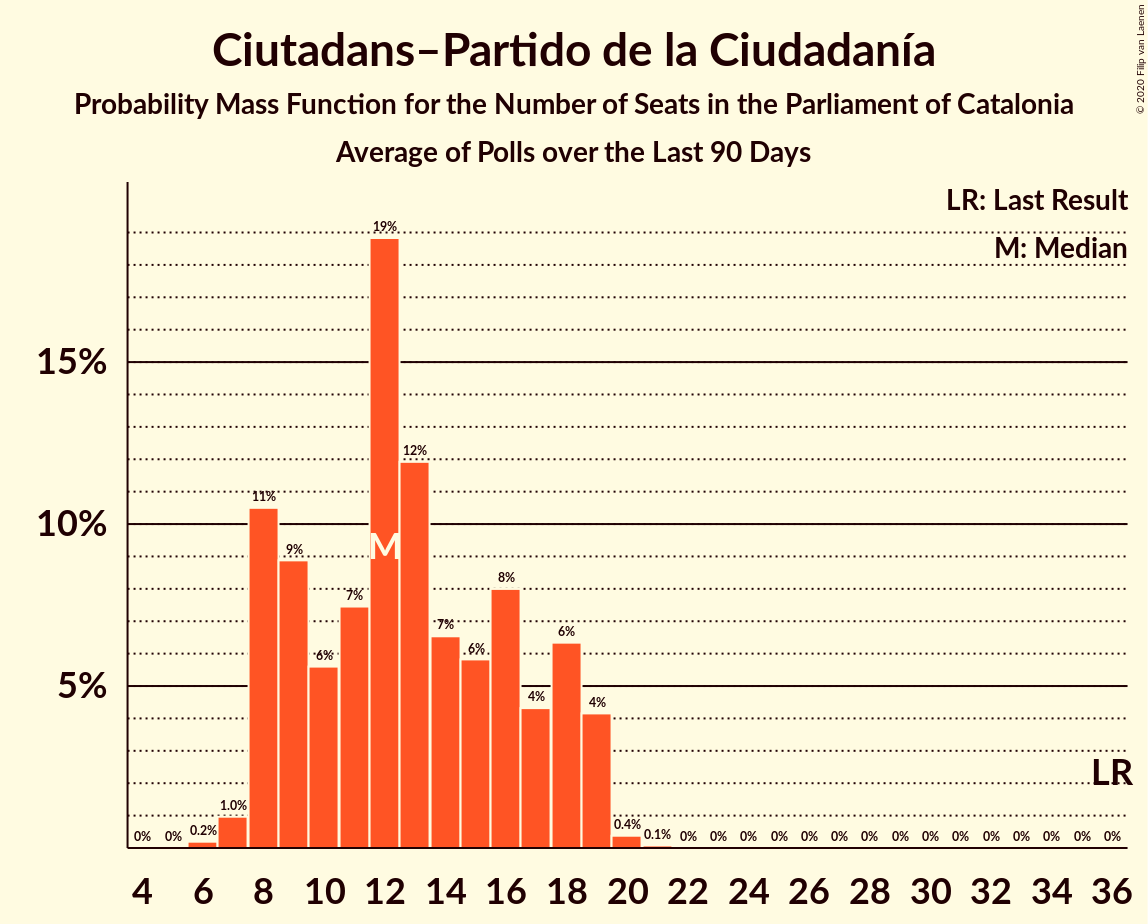 Ciutadans–Partido de la Ciudadanía
Probability Mass Function for the Number of Seats in the Parliament of Catalonia
Average of Polls over the Last 90 Days
© 2020 Filip van Laenen
LR: Last Result
M: Median
15%
10%
5%
0% 0% 0.2% 1.0% 11% 9% 6% 7% 19% 12% 7% 6% 8% 4% 6% 4% 0.4% 0.1% 0% 0% 0% 0% 0% 0% 0% 0% 0% 0% 0% 0% 0% 0% 0%
M
LR
4 6 8 10 12 14 16 18 20 22 24 26 28 30 32 34 36